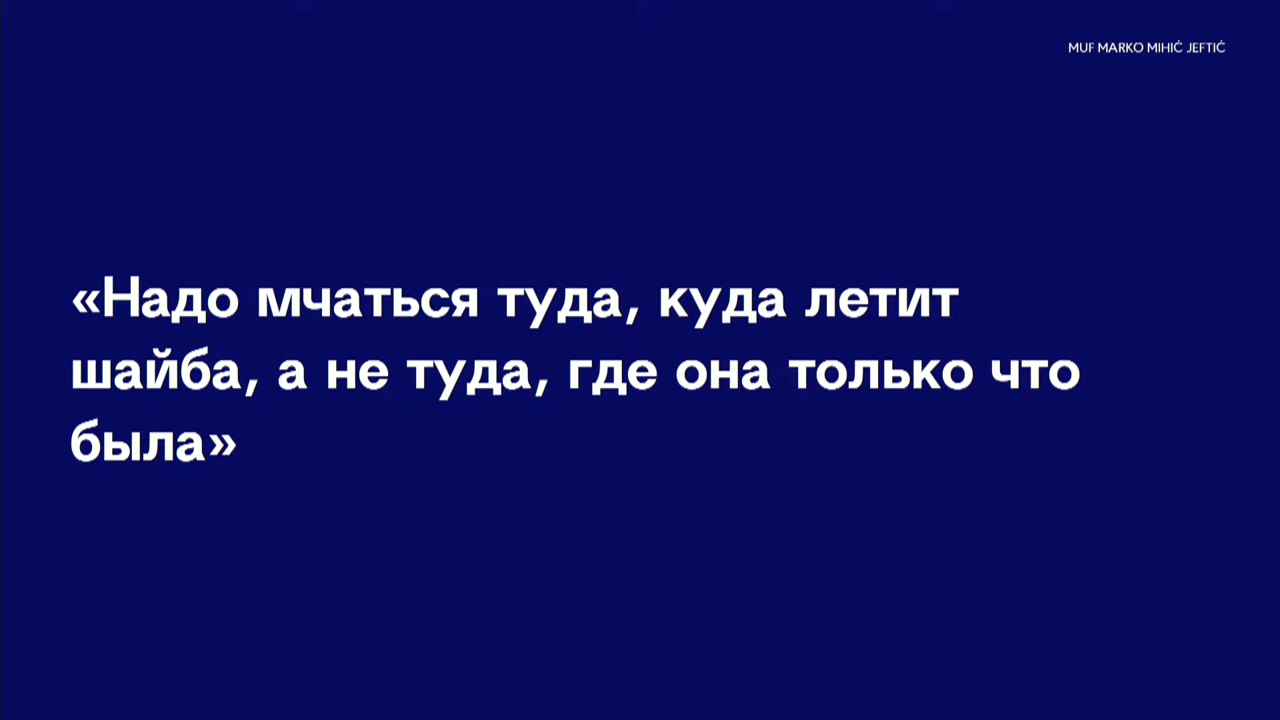 MUF MARKO MIHIĆ JEFTIĆ
«Надо мчаться туда, куда летит
шайба, а не туда, где она только что
была»